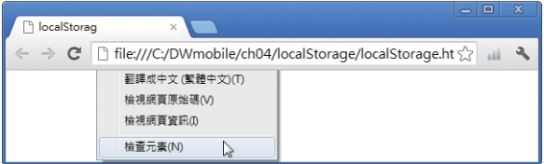 localStorag
file:///C:/DWmobile/ch04/localStorage/localStorage.ht
翻譯成中文 (繁體中文)(T)
檢視網頁原始碼(V)
檢視網頁資訊(I)
檢查元素(N)